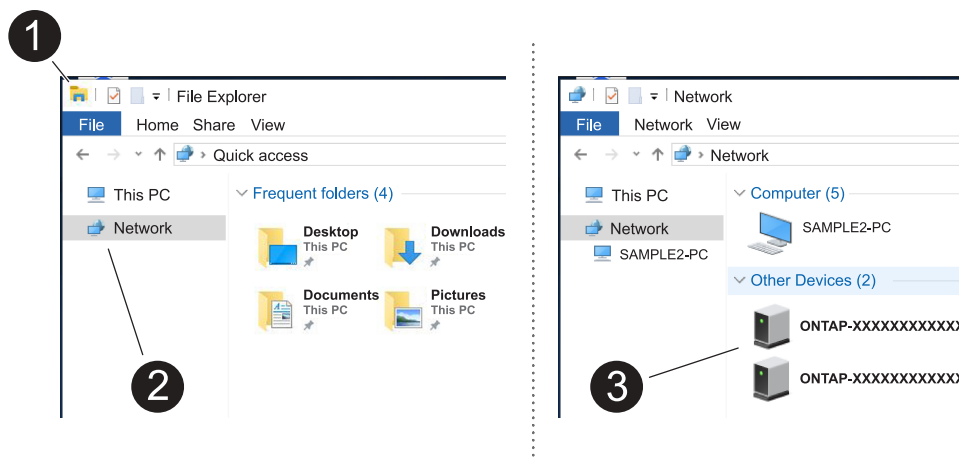 1
File Explorer
File Home Share View
Quick access
This PC
Network
Frequent folders (4)
Desktop
This PC
Downloads
This PC
Documents
This PC
Pictures
This PC
2
Network
File Network View
Network
This PC
Network
SAMPLE2-PC
Computer (5)
SAMPLE2-PC
Other Devices (2)
ONTAP-XXXXXXXXXXX
ONTAP-XXXXXXXXXXX
3